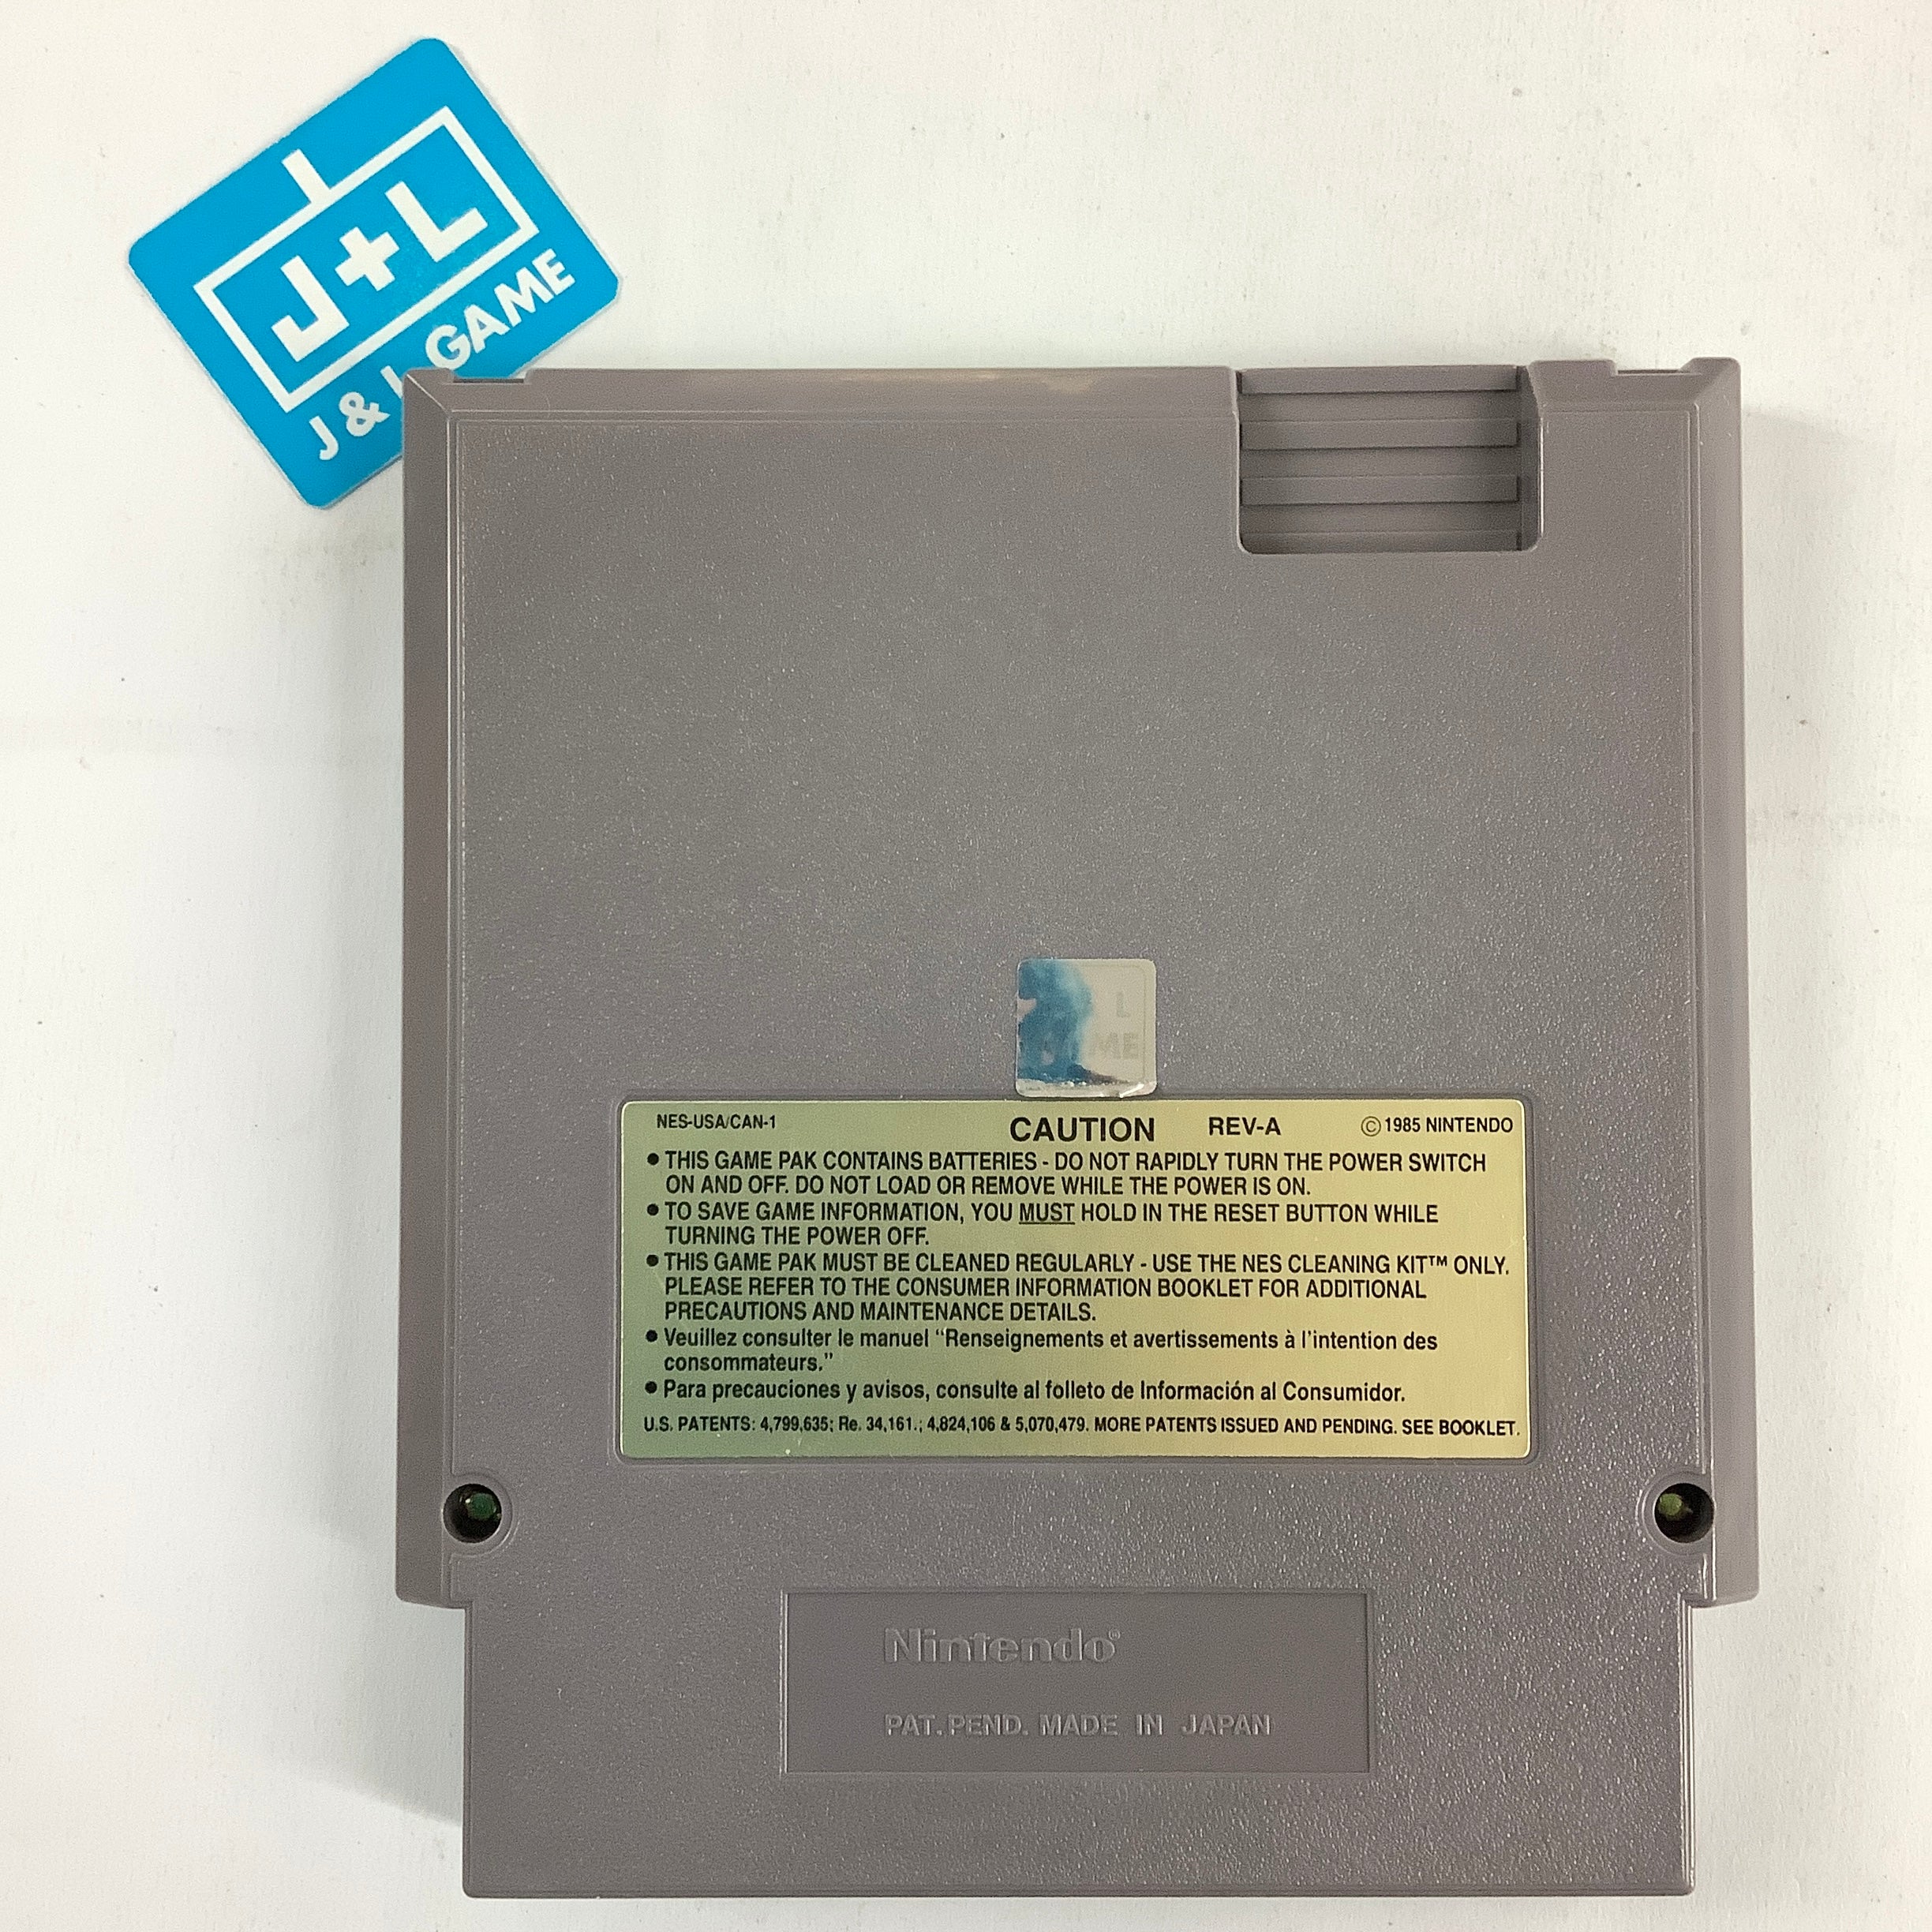 J+L
J & L GAME
L
ME
NES-USA/CAN-1 CAUTION REV-A ©1985 NINTENDO
● THIS GAME PAK CONTAINS BATTERIES - DO NOT RAPIDLY TURN THE POWER SWITCH
ON AND OFF. DO NOT LOAD OR REMOVE WHILE THE POWER IS ON.
● TO SAVE GAME INFORMATION, YOU MUST HOLD IN THE RESET BUTTON WHILE
TURNING THE POWER OFF.
● THIS GAME PAK MUST BE CLEANED REGULARLY - USE THE NES CLEANING KIT™ ONLY.
PLEASE REFER TO THE CONSUMER INFORMATION BOOKLET FOR ADDITIONAL
PRECAUTIONS AND MAINTENANCE DETAILS.
● Veuillez consulter le manuel “Renseignements et avertissements à l’intention des
consommateurs.”
● Para precauciones y avisos, consulte al folleto de Información al Consumidor.
U.S. PATENTS: 4,799,635; Re. 34,161.; 4,824,106 & 5,070,479. MORE PATENTS ISSUED AND PENDING. SEE BOOKLET.
Nintendo®
PAT. PEND. MADE IN JAPAN